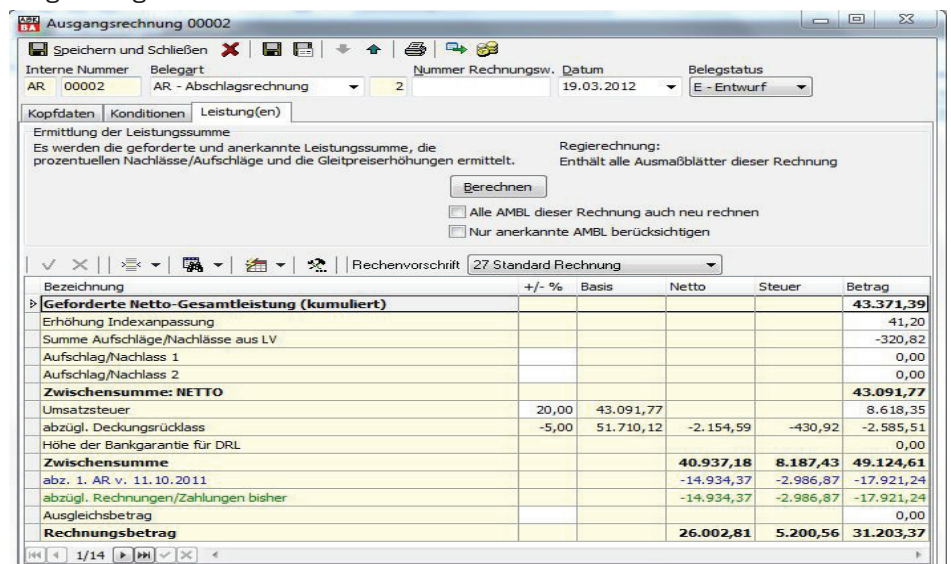 Ausgangsrechnung 00002
Speichern und Schließen
Interne Nummer Belegart Nummer Rechnungsw. Datum Belegstatus
AR 00002 AR - Abschlagsrechnung 2 19.03.2012 E - Entwurf
Kopfdaten Konditionen Leistung(en)
Ermittlung der Leistungssumme
Es werden die geforderte und anerkannte Leistungssumme, die Regierechnung:
prozentuellen Nachlässe/Aufschläge und die Gleitpreiserhöhungen ermittelt. Enthält alle Ausmaßblätter dieser Rechnung
Berechnen
Alle AMBL dieser Rechnung auch neu rechnen
Nur anerkannte AMBL berücksichtigen
Rechenvorschrift 27 Standard Rechnung
Bezeichnung +/- % Basis Netto Steuer Betrag
Geforderte Netto-Gesamtleistung (kumuliert) 43.371,39
Erhöhung Indexanpassung 41,20
Summe Aufschläge/Nachlässe aus LV -320,82
Aufschlag/Nachlass 1 0,00
Aufschlag/Nachlass 2 0,00
Zwischensumme: NETTO 43.091,77
Umsatzsteuer 20,00 43.091,77 8.618,35
abzügl. Deckungsrücklass -5,00 51.710,12 -2.154,59 -430,92 -2.585,51
Höhe der Bankgarantie für DRL 0,00
Zwischensumme 40.937,18 8.187,43 49.124,61
abz. 1. AR v. 11.10.2011 -14.934,37 -2.986,87 -17.921,24
abzügl. Rechnungen/Zahlungen bisher -14.934,37 -2.986,87 -17.921,24
Ausgleichsbetrag 0,00
Rechnungsbetrag 26.002,81 5.200,56 31.203,37
1/14